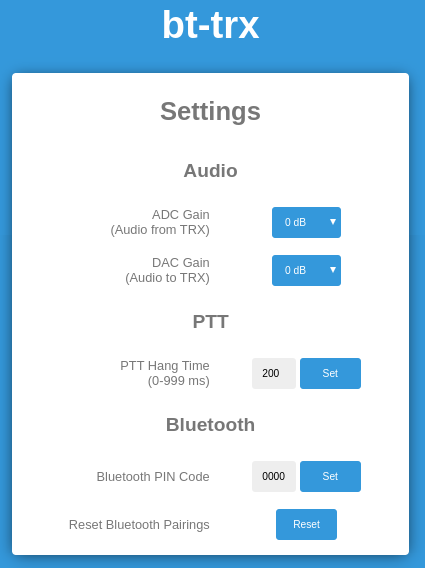 bt-trx
Settings
Audio
ADC Gain
(Audio from TRX)
0 dB
DAC Gain
(Audio to TRX)
0 dB
PTT
PTT Hang Time
(0-999 ms)
200
Set
Bluetooth
Bluetooth PIN Code
0000
Set
Reset Bluetooth Pairings
Reset